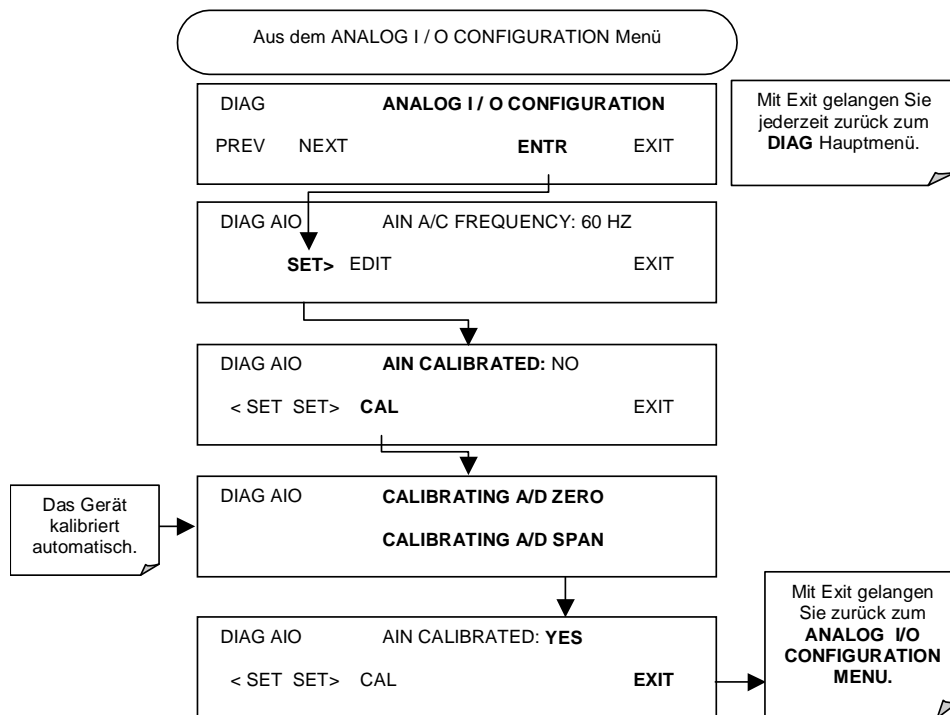 Aus dem ANALOG I / O CONFIGURATION Menü
DIAG ANALOG I / O CONFIGURATION
PREV NEXT ENTR EXIT
Mit Exit gelangen Sie
jederzeit zurück zum
DIAG Hauptmenü.
DIAG AIO AIN A/C FREQUENCY: 60 HZ
SET> EDIT EXIT
DIAG AIO AIN CALIBRATED: NO
< SET SET> CAL EXIT
Das Gerät
kalibriert
automatisch.
DIAG AIO CALIBRATING A/D ZERO
CALIBRATING A/D SPAN
DIAG AIO AIN CALIBRATED: YES
< SET SET> CAL EXIT
Mit Exit gelangen
Sie zurück zum
ANALOG I/O
CONFIGURATION
MENU.